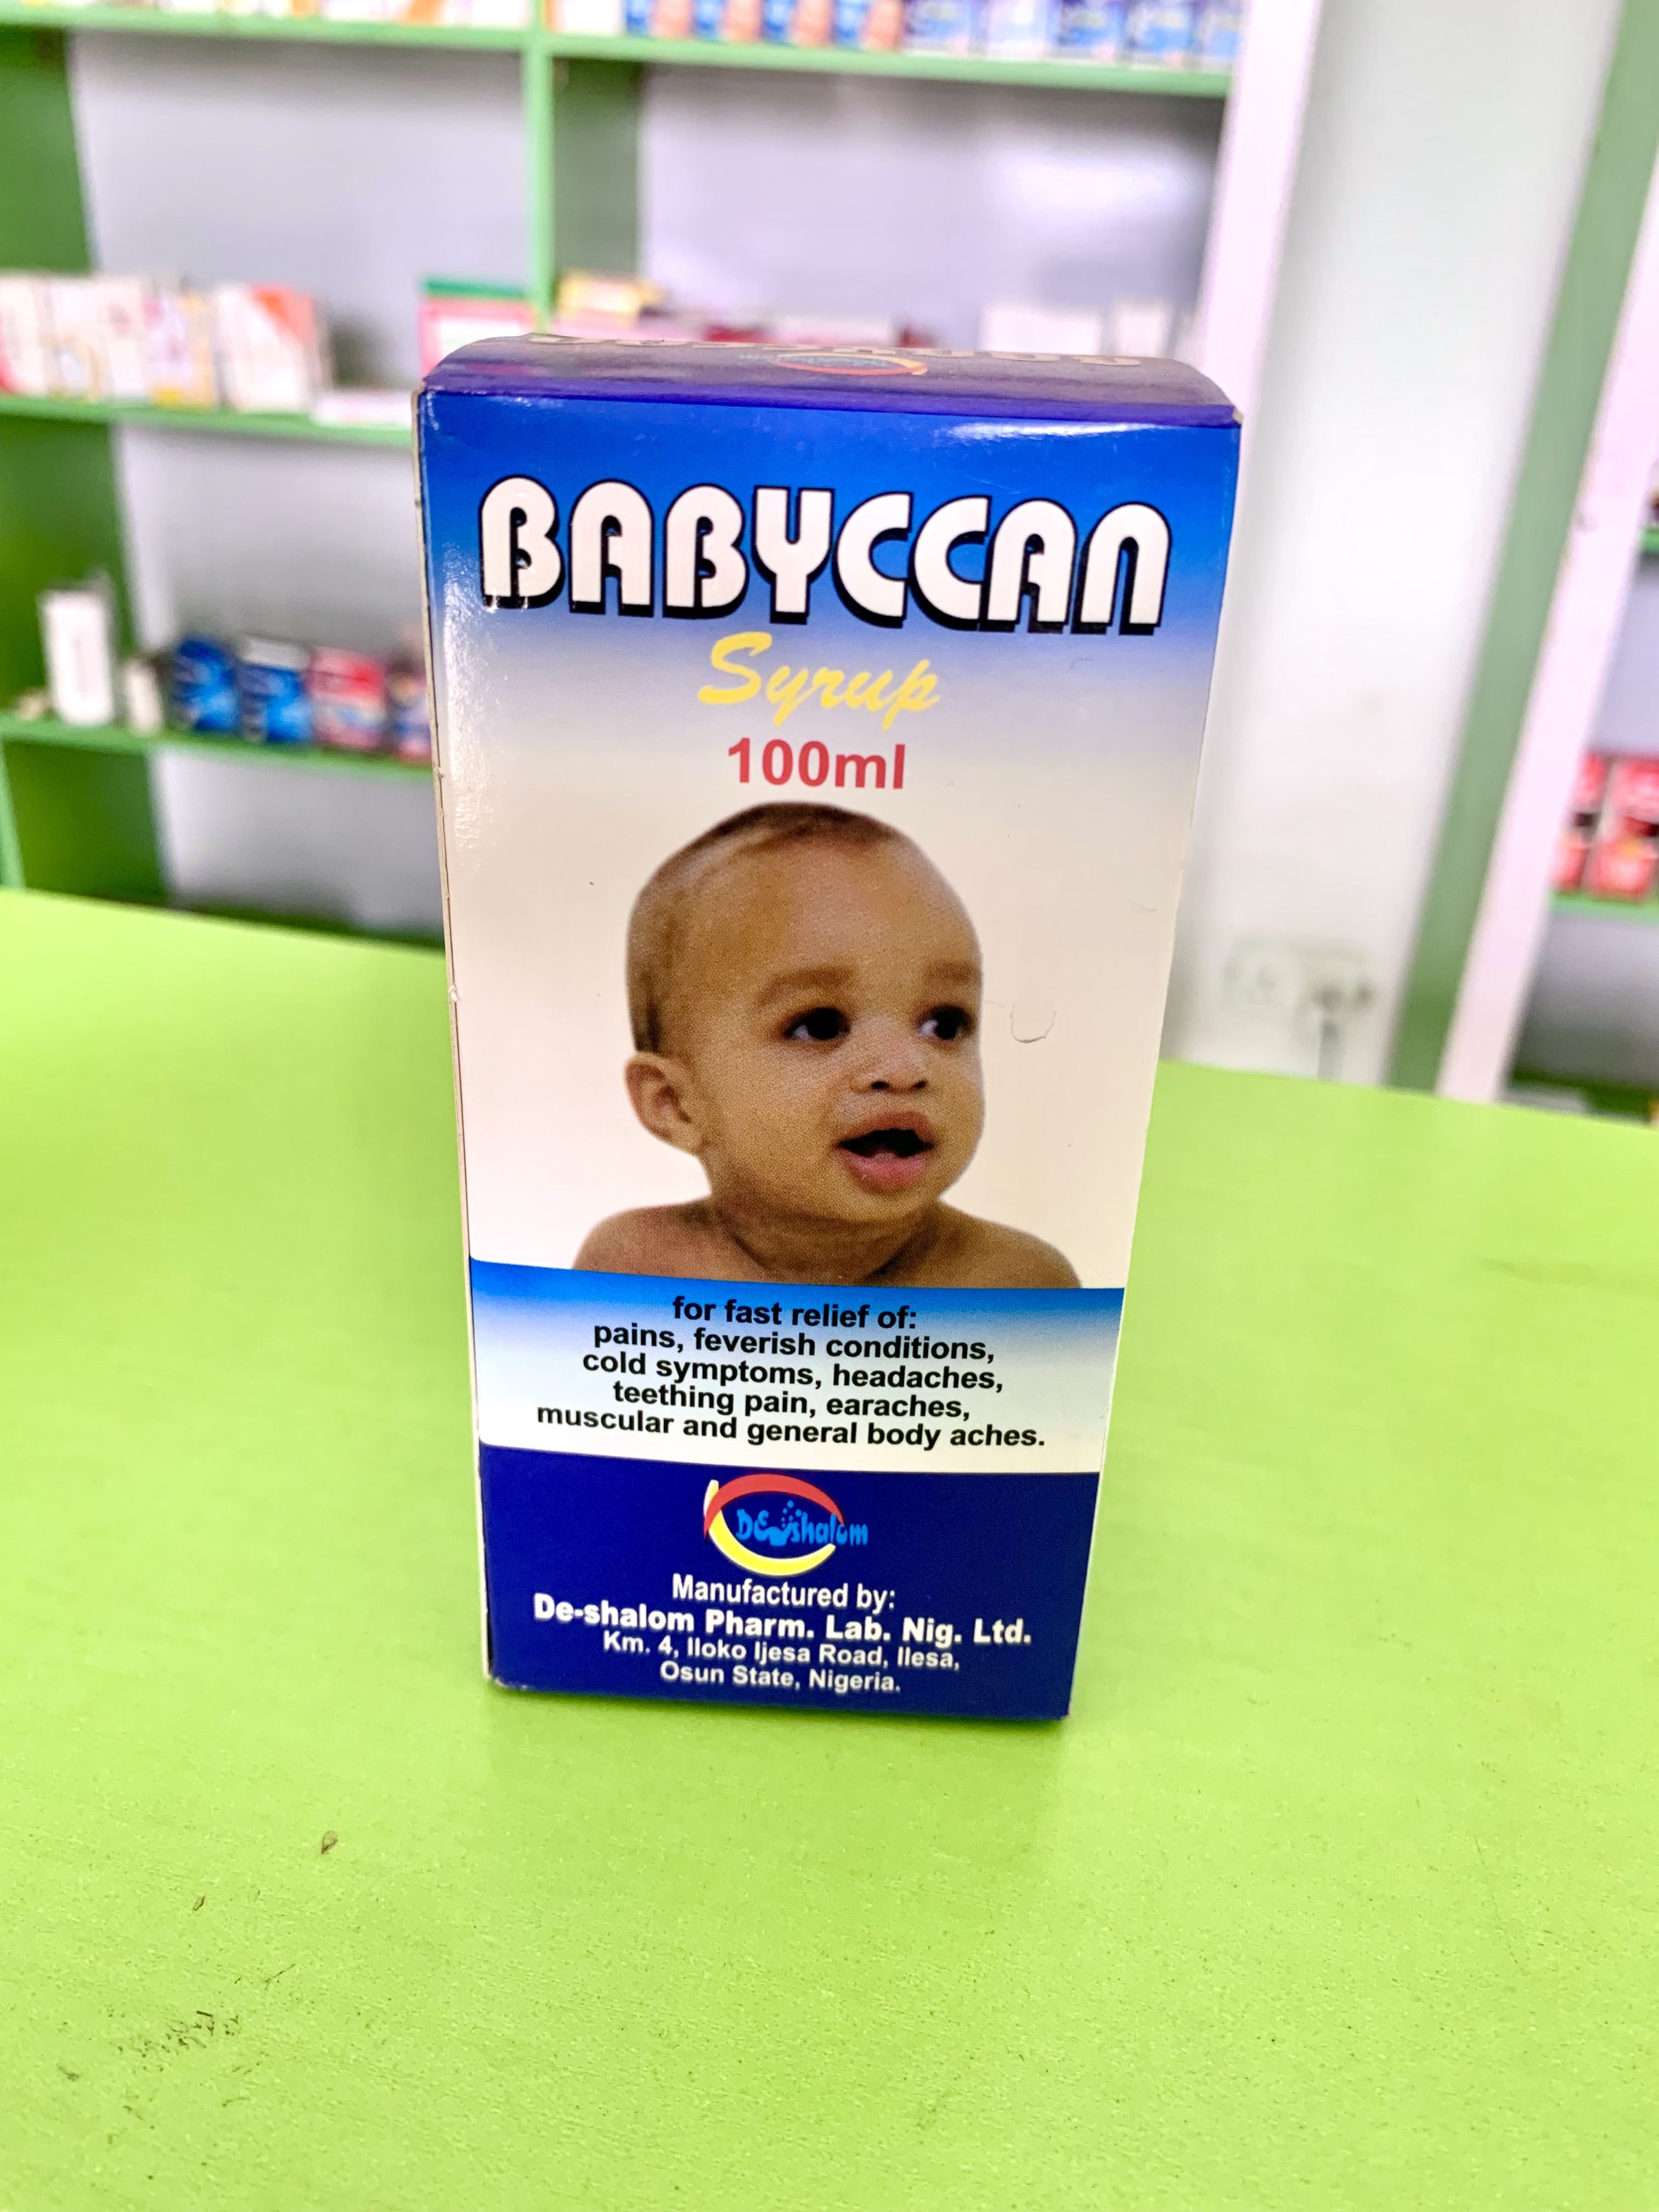 BABYCCAN
Syrup
100ml
for fast relief of:
pains, feverish conditions,
cold symptoms, headaches,
teething pain, earaches,
muscular and general body aches.
De-shalom
Manufactured by:
De-shalom Pharm. Lab. Nig. Ltd.
Km. 4, Iloko Ijesa Road, Ilesa,
Osun State, Nigeria.